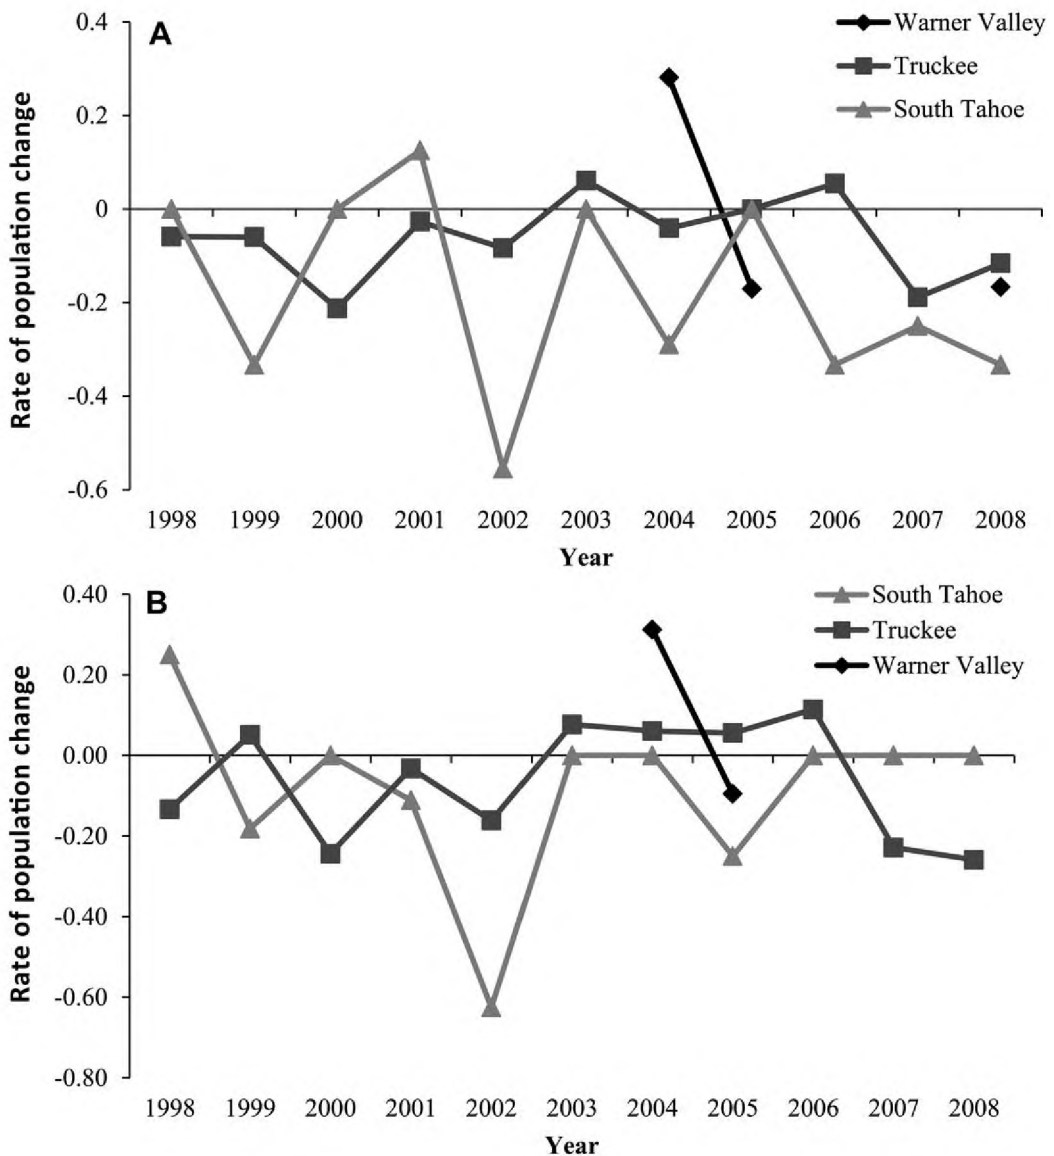 A
Warner Valley
Truckee
South Tahoe
Rate of population change
0.4
0.2
0
-0.2
-0.4
-0.6
1998 1999 2000 2001 2002 2003 2004 2005 2006 2007 2008
Year
B
South Tahoe
Truckee
Warner Valley
Rate of population change
0.40
0.20
0.00
-0.20
-0.40
-0.60
-0.80
1998 1999 2000 2001 2002 2003 2004 2005 2006 2007 2008
Year